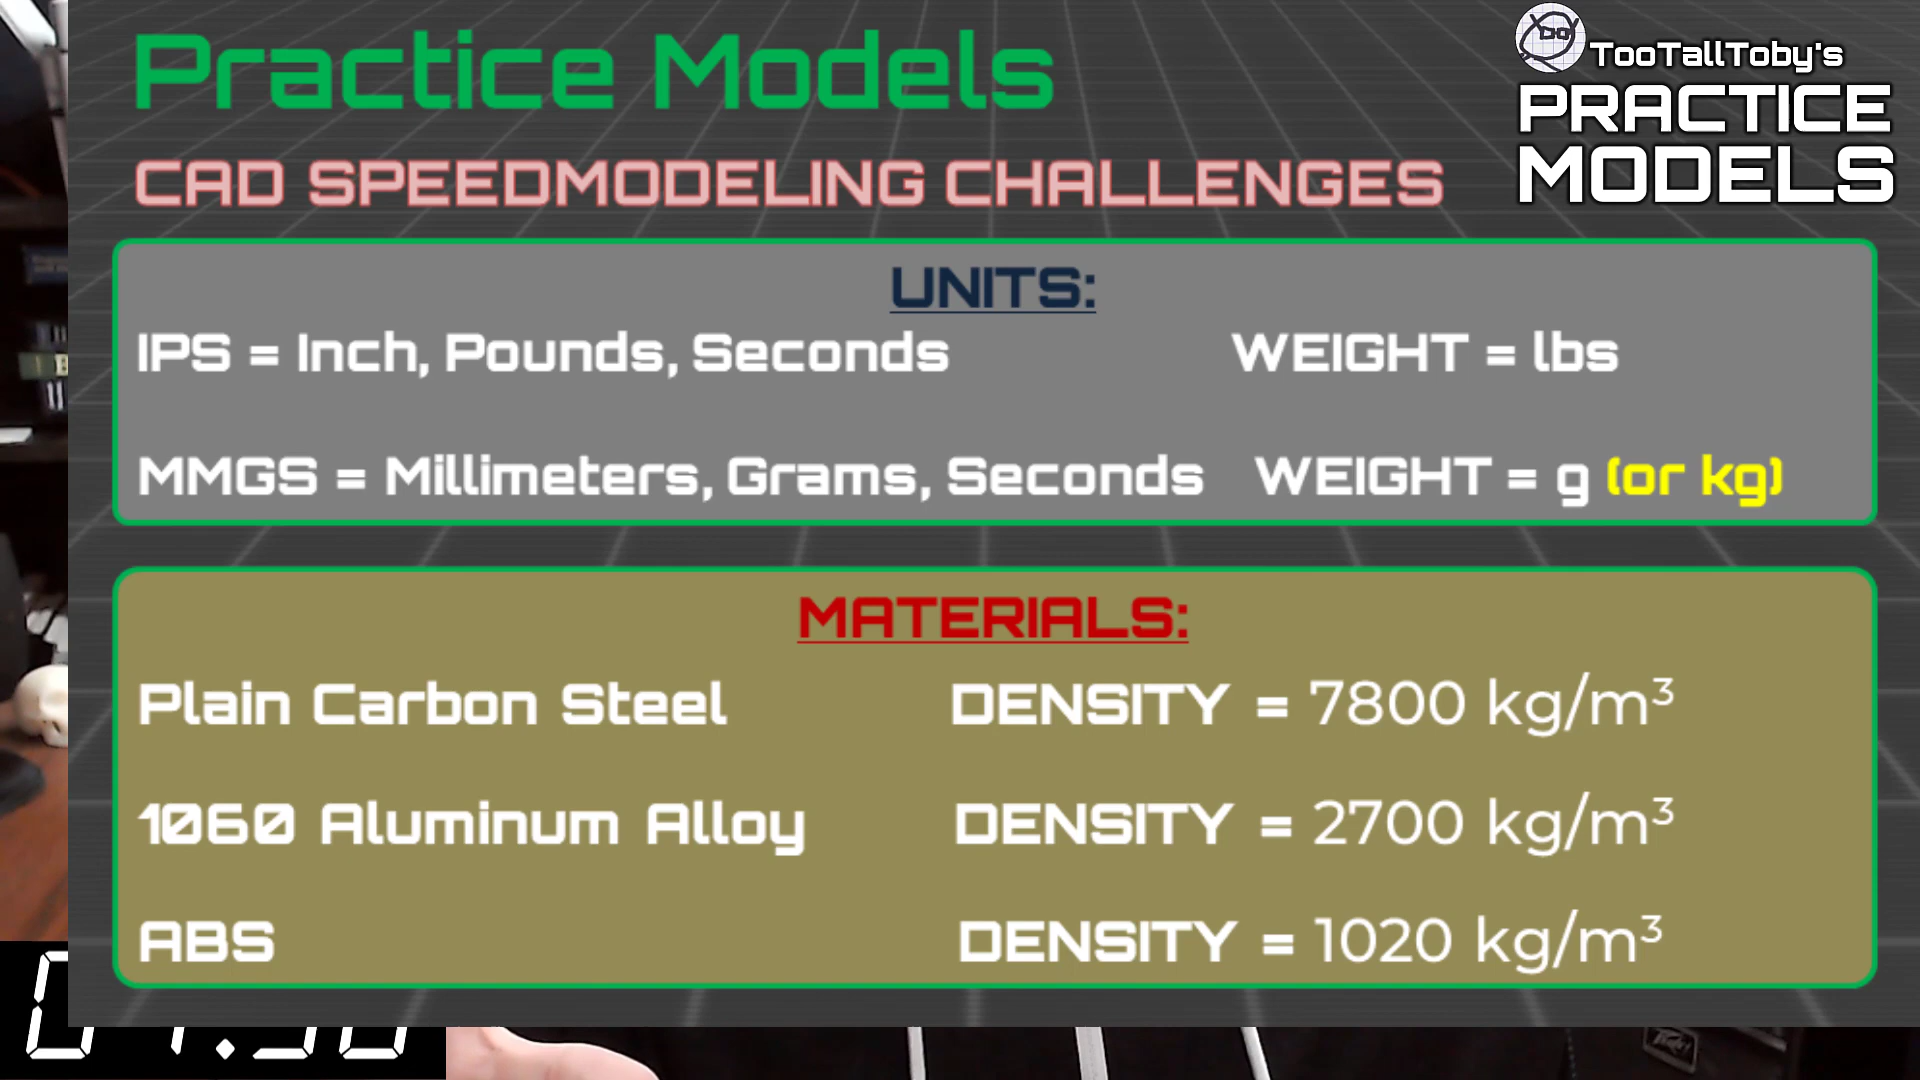 Practice Models
TooTallToby's
PRACTICE
MODELS
CAD SPEEDMODELING CHALLENGES
UNITS:
IPS = Inch, Pounds, Seconds WEIGHT = lbs
MMGS = Millimeters, Grams, Seconds WEIGHT = g (or kg)
MATERIALS:
Plain Carbon Steel DENSITY = 7800 kg/m³
1060 Aluminum Alloy DENSITY = 2700 kg/m³
ABS DENSITY = 1020 kg/m³